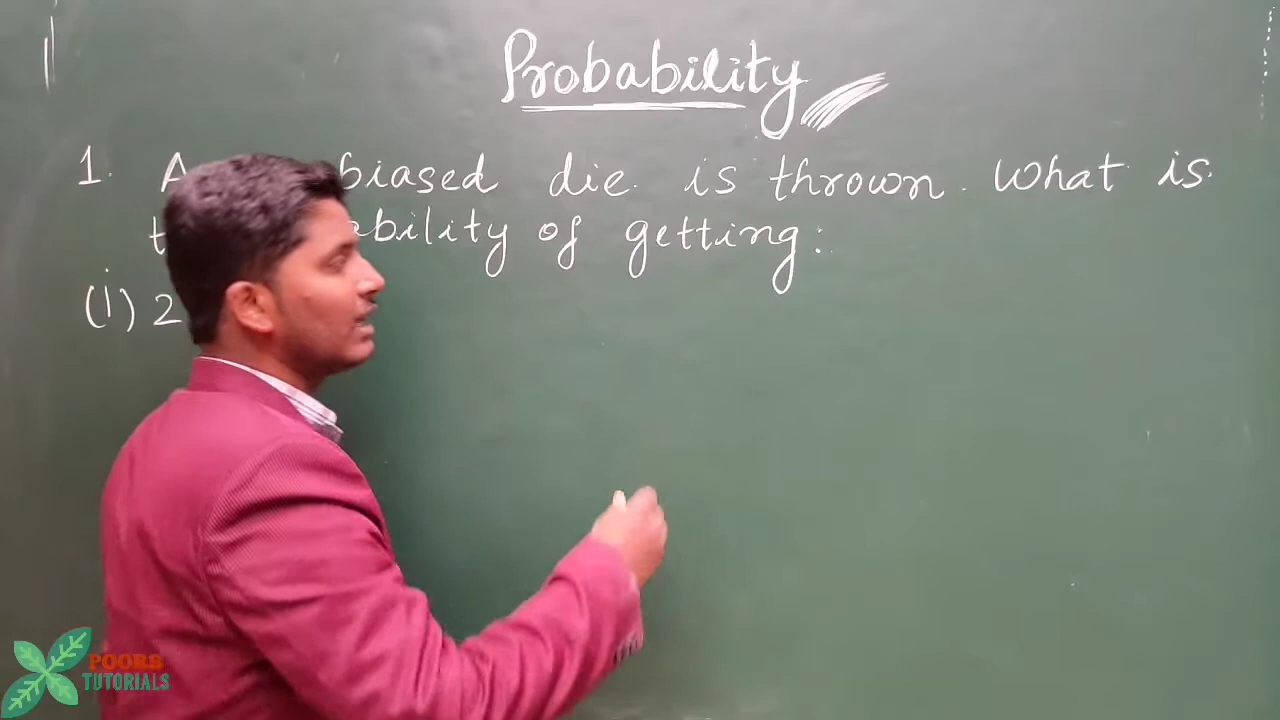 Probability
1. A biased die is thrown. What is
ability of getting:
(i) 2
POORS
TUTORIALS